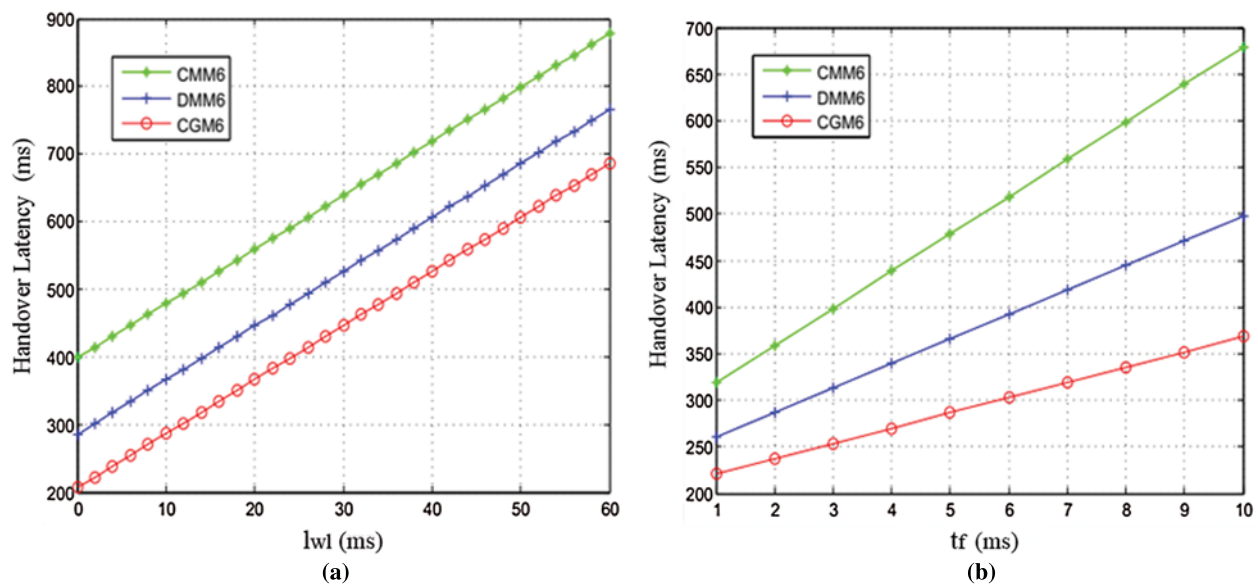 900
800
700
600
500
400
300
200
Handover Latency (ms)
CMM6
DMM6
CGM6
0 10 20 30 40 50 60
lwl (ms)
(a)
700
650
600
550
500
450
400
350
300
250
200
Handover Latency (ms)
CMM6
DMM6
CGM6
1 2 3 4 5 6 7 8 9 10
tf (ms)
(b)